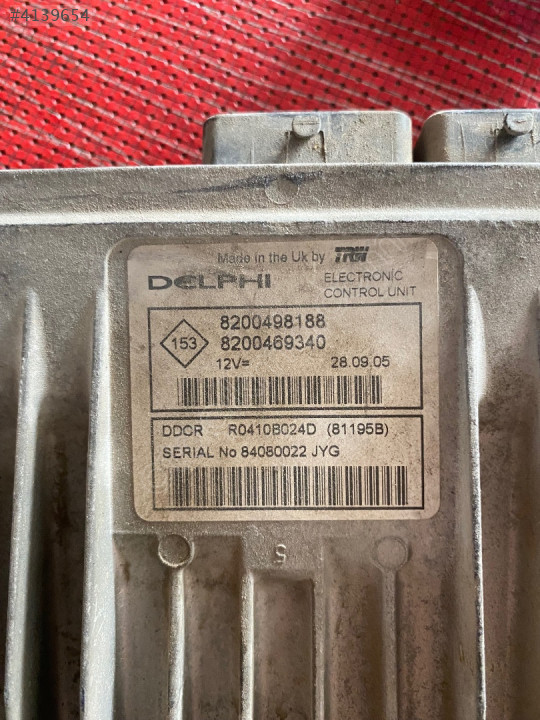 #4139654
Made in the Uk by TRW
DELPHI ELECTRONIC
CONTROL UNIT
153
8200498188
8200469340
12V= 28.09.05
DDCR R0410B024D (81195B)
SERIAL No 84080022 JYG
5